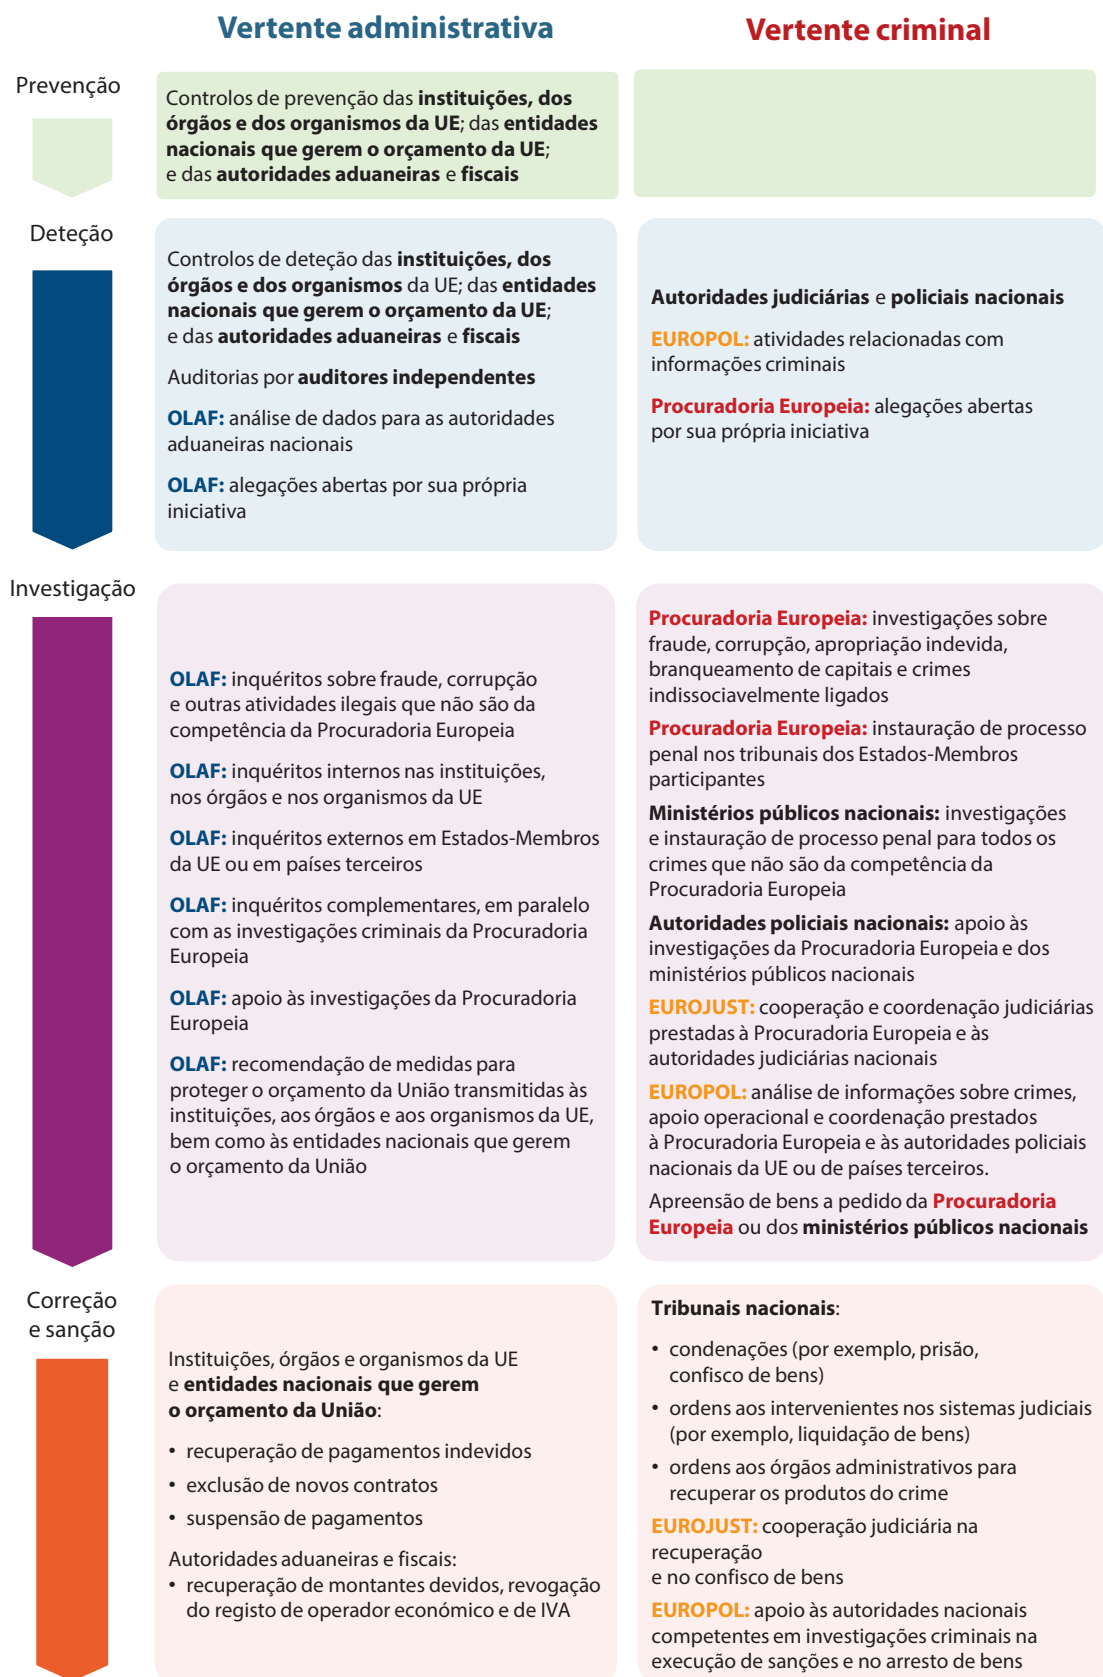 Vertente administrativa
Vertente criminal
Prevenção
Controlos de prevenção das instituições, dos
órgãos e dos organismos da UE; das entidades
nacionais que gerem o orçamento da UE;
e das autoridades aduaneiras e fiscais
Deteção
Controlos de deteção das instituições, dos
órgãos e dos organismos da UE; das entidades
nacionais que gerem o orçamento da UE;
e das autoridades aduaneiras e fiscais
Auditorias por auditores independentes
OLAF: análise de dados para as autoridades
aduaneiras nacionais
OLAF: alegações abertas por sua própria
iniciativa
Autoridades judiciárias e policiais nacionais
EUROPOL: atividades relacionadas com
informações criminais
Procuradoria Europeia: alegações abertas
por sua própria iniciativa
Investigação
OLAF: inquéritos sobre fraude, corrupção
e outras atividades ilegais que não são da
competência da Procuradoria Europeia
OLAF: inquéritos internos nas instituições,
nos órgãos e nos organismos da UE
OLAF: inquéritos externos em Estados-Membros
da UE ou em países terceiros
OLAF: inquéritos complementares, em paralelo
com as investigações criminais da Procuradoria
Europeia
OLAF: apoio às investigações da Procuradoria
Europeia
OLAF: recomendação de medidas para
proteger o orçamento da União transmitidas às
instituições, aos órgãos e aos organismos da UE,
bem como às entidades nacionais que gerem
o orçamento da União
Procuradoria Europeia: investigações sobre
fraude, corrupção, apropriação indevida,
branqueamento de capitais e crimes
indissociavelmente ligados
Procuradoria Europeia: instauração de processo
penal nos tribunais dos Estados-Membros
participantes
Ministérios públicos nacionais: investigações
e instauração de processo penal para todos os
crimes que não são da competência da
Procuradoria Europeia
Autoridades policiais nacionais: apoio às
investigações da Procuradoria Europeia e dos
ministérios públicos nacionais
EUROJUST: cooperação e coordenação judiciárias
prestadas à Procuradoria Europeia e às
autoridades judiciárias nacionais
EUROPOL: análise de informações sobre crimes,
apoio operacional e coordenação prestados
à Procuradoria Europeia e às autoridades policiais
nacionais da UE ou de países terceiros.
Apreensão de bens a pedido da Procuradoria
Europeia ou dos ministérios públicos nacionais
Correção
e sanção
Instituições, órgãos e organismos da UE
e entidades nacionais que gerem
o orçamento da União:
• recuperação de pagamentos indevidos
• exclusão de novos contratos
• suspensão de pagamentos
Autoridades aduaneiras e fiscais:
• recuperação de montantes devidos, revogação
do registo de operador económico e de IVA
Tribunais nacionais:
• condenações (por exemplo, prisão,
confisco de bens)
• ordens aos intervenientes nos sistemas judiciais
(por exemplo, liquidação de bens)
• ordens aos órgãos administrativos para
recuperar os produtos do crime
EUROJUST: cooperação judiciária na
recuperação
e no confisco de bens
EUROPOL: apoio às autoridades nacionais
competentes em investigações criminais na
execução de sanções e no arresto de bens